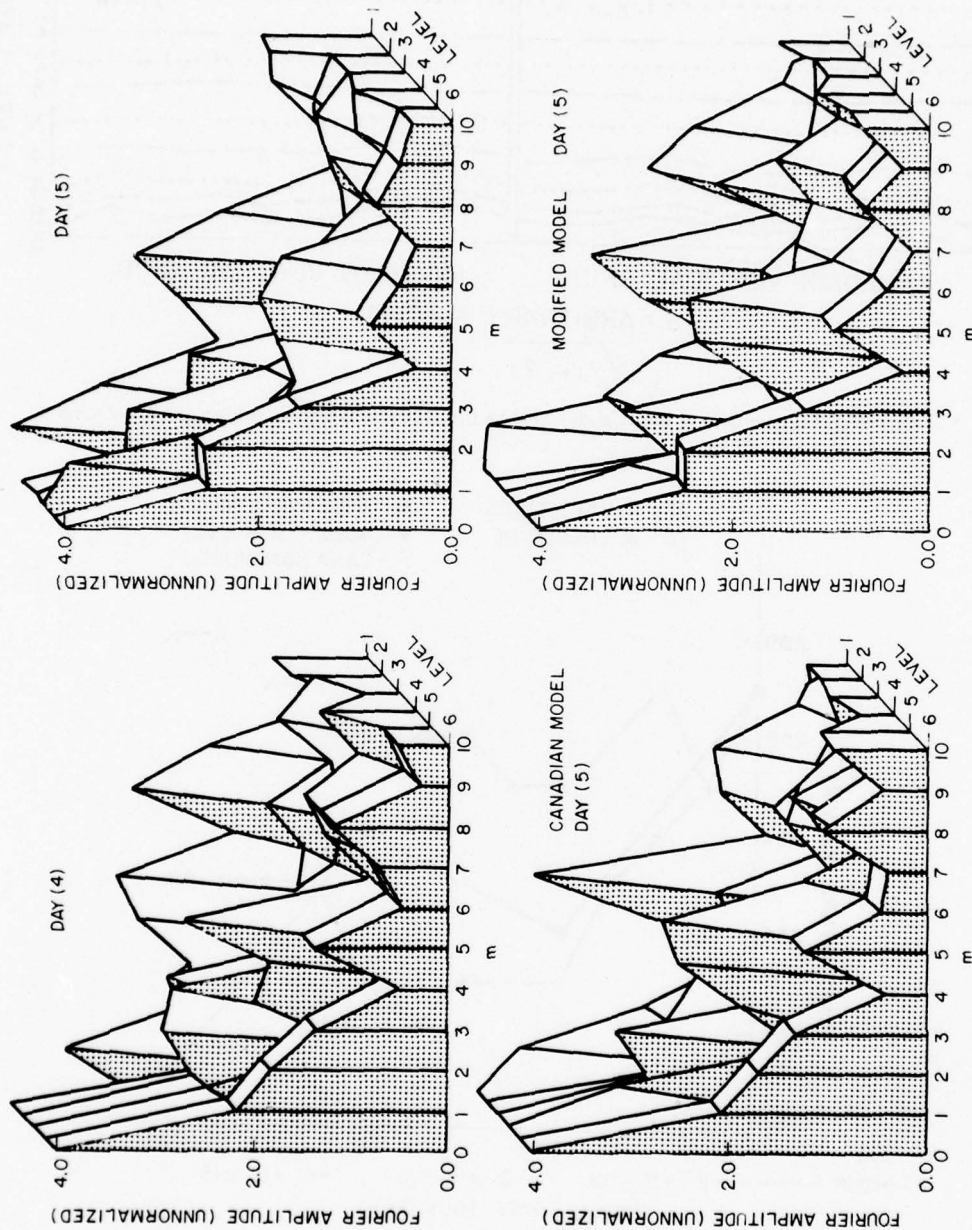 DAY (4)
FOURIER AMPLITUDE (UNNORMALIZED)
4.0
2.0
0.0
0 1 2 3 4 5 6 7 8 9 10
m
1
2
3
4
5
6
LEVEL
DAY (5)
FOURIER AMPLITUDE (UNNORMALIZED)
4.0
2.0
0.0
0 1 2 3 4 5 6 7 8 9 10
m
1
2
3
4
5
6
LEVEL
CANADIAN MODEL
DAY (5)
FOURIER AMPLITUDE (UNNORMALIZED)
4.0
2.0
0.0
0 1 2 3 4 5 6 7 8 9 10
m
1
2
3
4
5
6
LEVEL
MODIFIED MODEL DAY (5)
FOURIER AMPLITUDE (UNNORMALIZED)
4.0
2.0
0.0
0 1 2 3 4 5 6 7 8 9 10
m
1
2
3
4
5
6
LEVEL